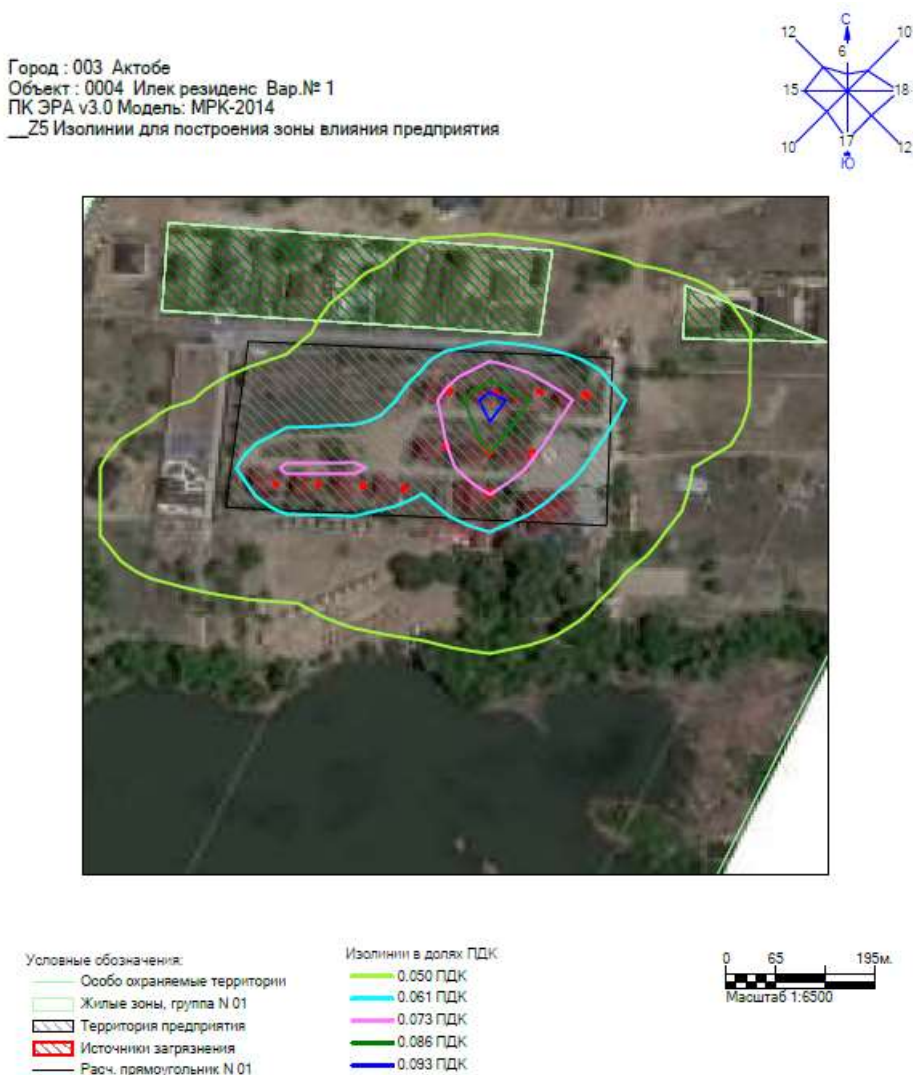 Город : 003 Актобе
Объект : 0004 Илек резиденс Вар.№ 1
ПК ЭРА v3.0 Модель: МРК-2014
__Z5 Изолинии для построения зоны влияния предприятия
С
12
10
6
15
18
10
17
12
Ю
Условные обозначения:
Особо охраняемые территории
Жилые зоны, группа N 01
Территория предприятия
Источники загрязнения
Расч. прямоугольник N 01
Изолинии в долях ПДК
0.050 ПДК
0.061 ПДК
0.073 ПДК
0.086 ПДК
0.093 ПДК
0 65 195м.
Масштаб 1:6500